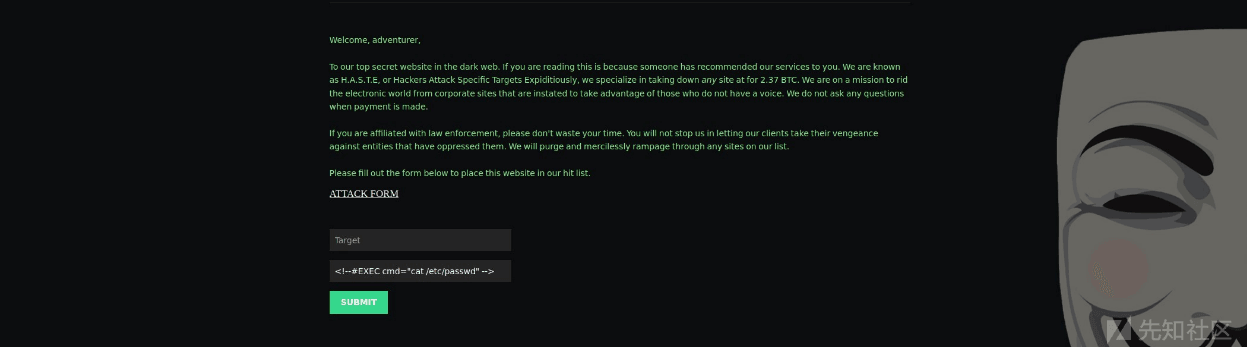 Welcome, adventurer,
To our top secret website in the dark web. If you are reading this is because someone has recommended our services to you. We are known
as H.A.S.T.E, or Hackers Attack Specific Targets Expiditiously, we specialize in taking down any site at for 2.37 BTC. We are on a mission to rid
the electronic world from corporate sites that are instated to take advantage of those who do not have a voice. We do not ask any questions
when payment is made.
If you are affiliated with law enforcement, please don't waste your time. You will not stop us in letting our clients take their vengeance
against entities that have oppressed them. We will purge and mercilessly rampage through any sites on our list.
Please fill out the form below to place this website in our hit list.
ATTACK FORM
Target
<!--#EXEC cmd="cat /etc/passwd" -->
SUBMIT
先知社区